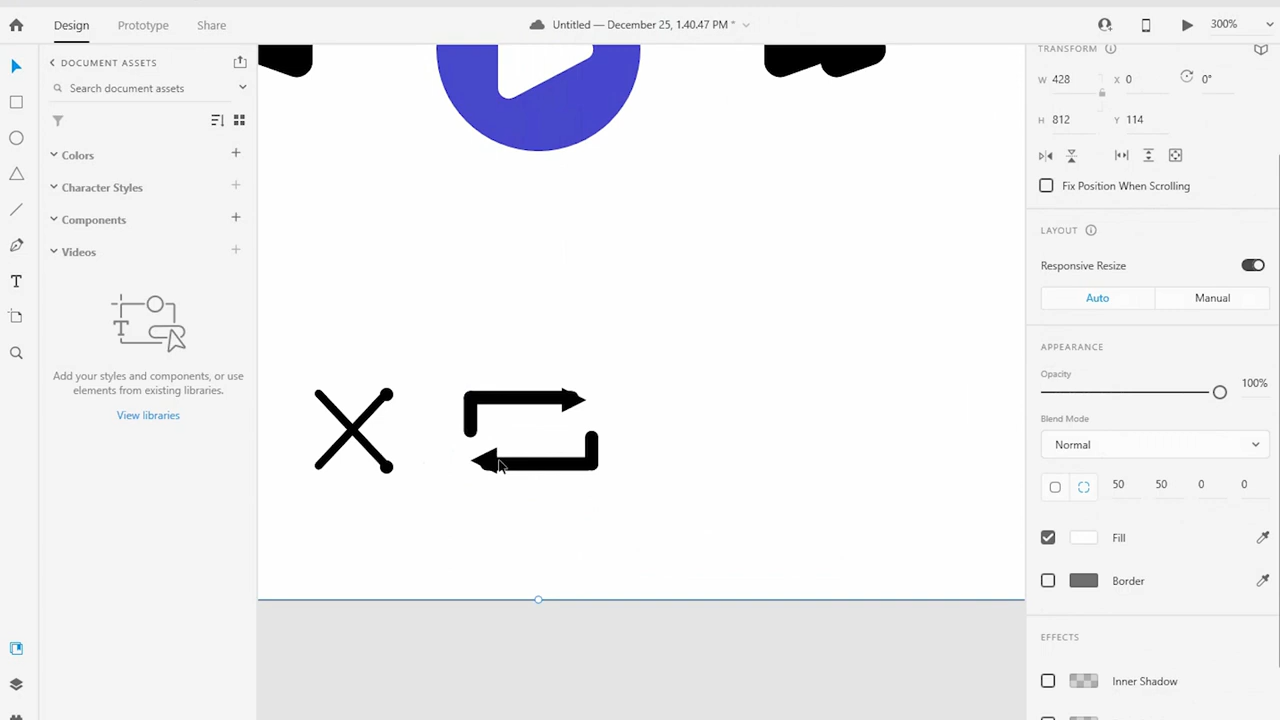 Design Prototype Share Untitled — December 25, 1.40.47 PM * 300%
DOCUMENT ASSETS
Search document assets
Colors
Character Styles
Components
Videos
Add your styles and components, or use
elements from existing libraries.
View libraries
TRANSFORM
W 428 X 0 0°
H 812 Y 114
Fix Position When Scrolling
LAYOUT
Responsive Resize
Auto Manual
APPEARANCE
Opacity
100%
Blend Mode
Normal
50 50 0 0
Fill
Border
EFFECTS
Inner Shadow